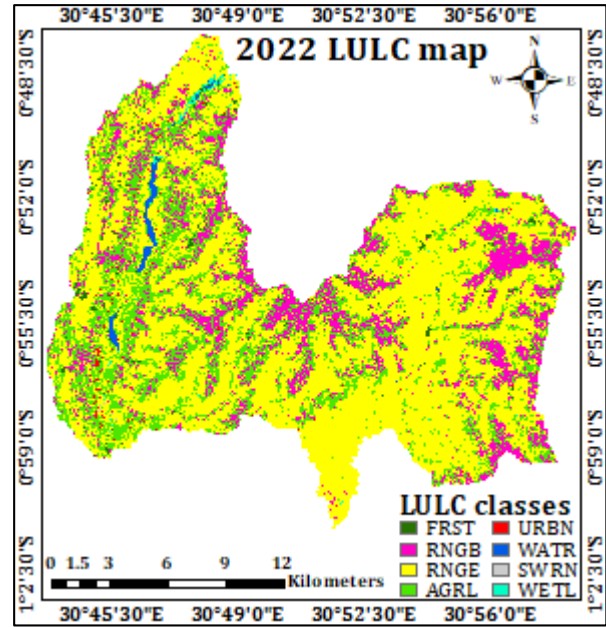 30°45'30"E 30°49'0"E 30°52'30"E 30°56'0"E
2022 LULC map
N
W E
S
0°48'30"S 0°48'30"S
0°52'0"S 0°52'0"S
0°55'30"S 0°55'30"S
0°59'0"S 0°59'0"S
1°2'30"S 1°2'30"S
LULC classes
FRST URBN
RNGB WATR
RNGE SWRN
AGRL WETL
0 1.5 3 6 9 12
Kilometers
30°45'30"E 30°49'0"E 30°52'30"E 30°56'0"E